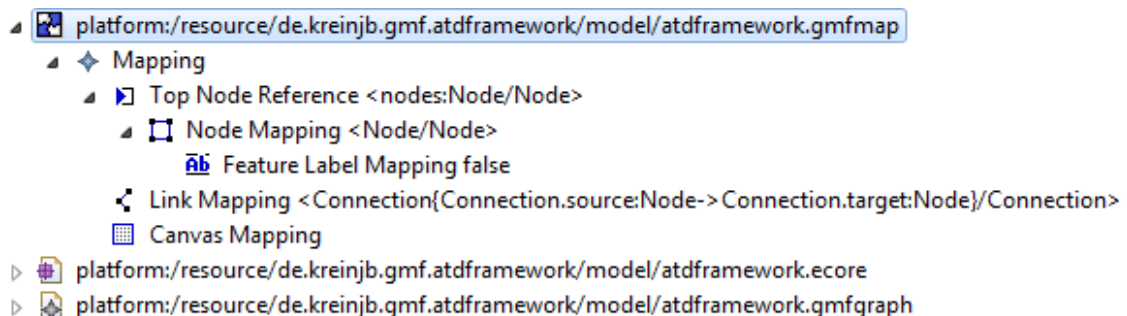 platform:/resource/de.kreinjb.gmf.atdframework/model/atdframework.gmfmap
Mapping
Top Node Reference <nodes:Node/Node>
Node Mapping <Node/Node>
Ab Feature Label Mapping false
Link Mapping <Connection{Connection.source:Node->Connection.target:Node}/Connection>
Canvas Mapping
platform:/resource/de.kreinjb.gmf.atdframework/model/atdframework.ecore
platform:/resource/de.kreinjb.gmf.atdframework/model/atdframework.gmfgraph